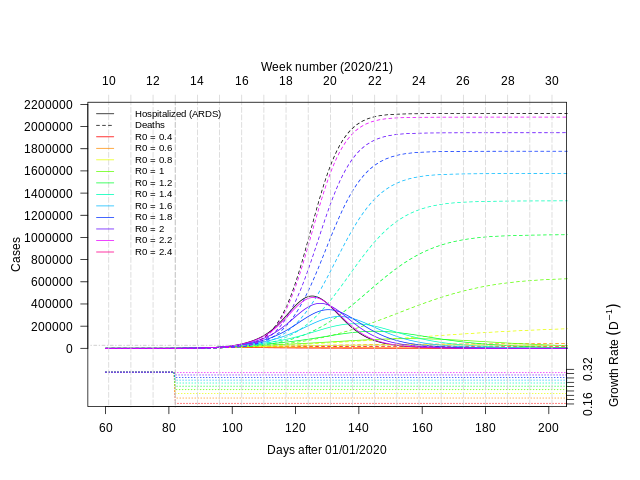 Week number (2020/21)
10 12 14 16 18 20 22 24 26 28 30
2200000
2000000
1800000
1600000
1400000
1200000
1000000
800000
600000
400000
200000
0
Cases
Hospitalized (ARDS)
Deaths
R0 = 0.4
R0 = 0.6
R0 = 0.8
R0 = 1
R0 = 1.2
R0 = 1.4
R0 = 1.6
R0 = 1.8
R0 = 2
R0 = 2.2
R0 = 2.4
0.32
0.16
Growth Rate (D⁻¹)
60 80 100 120 140 160 180 200
Days after 01/01/2020